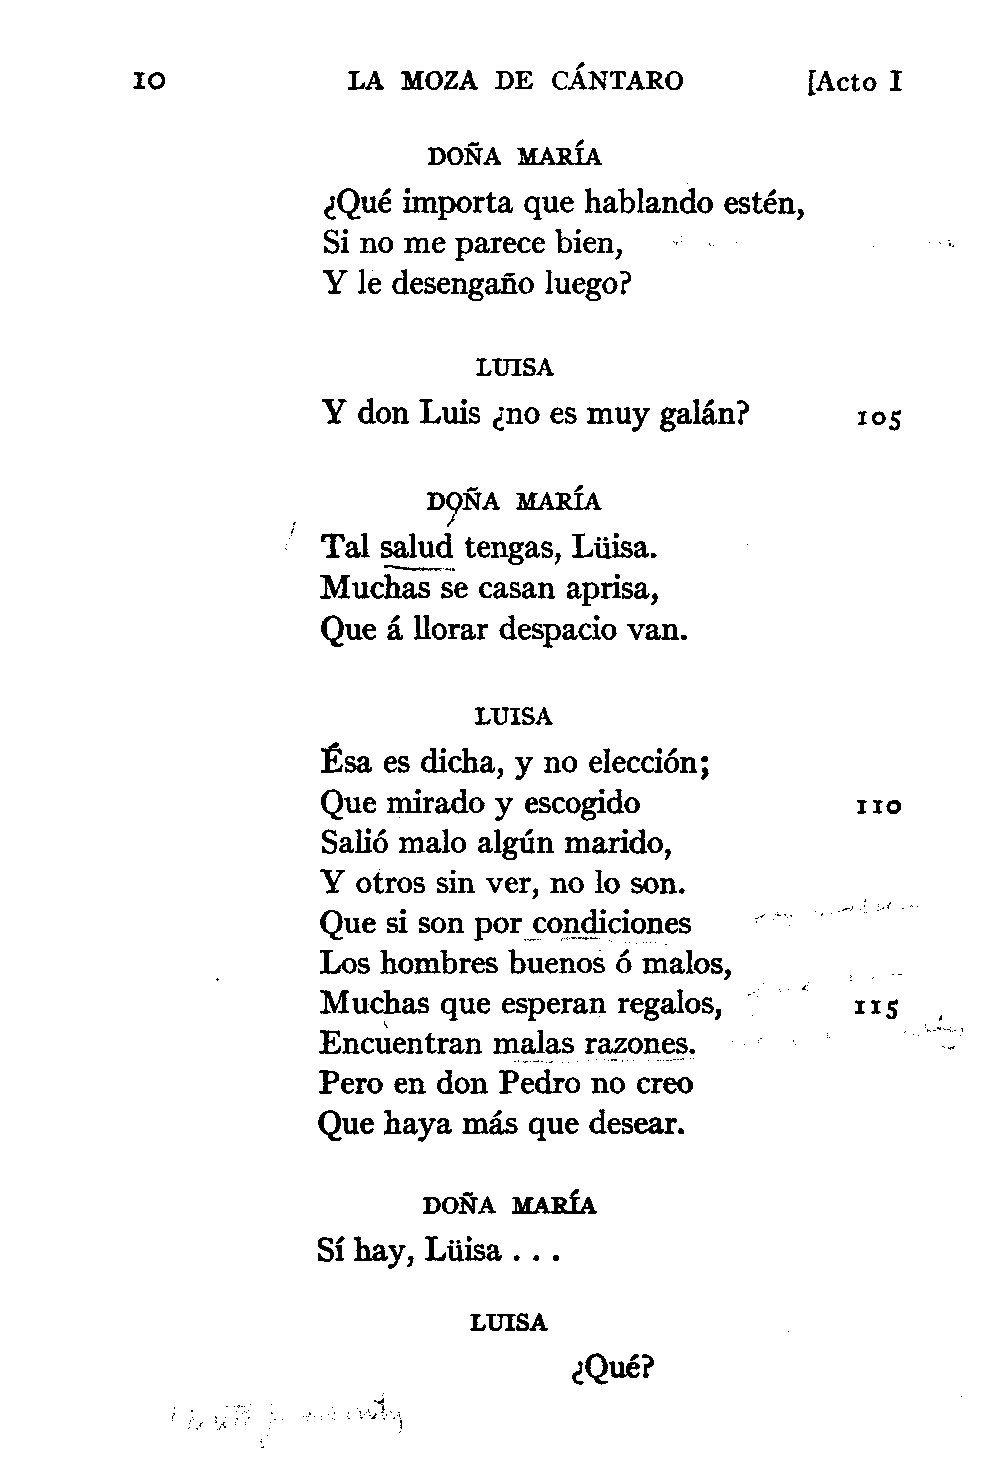 10 LA MOZA DE CÁNTARO [Acto I
DOÑA MARÍA
¿Qué importa que hablando estén,
Si no me parece bien,
Y le desengaño luego?
LUISA
Y don Luis ¿no es muy galán? 105
DOÑA MARÍA
Tal salud tengas, Lüisa.
Muchas se casan aprisa,
Que á llorar despacio van.
LUISA
Ésa es dicha, y no elección;
Que mirado y escogido 110
Salió malo algún marido,
Y otros sin ver, no lo son.
Que si son por condiciones
Los hombres buenos ó malos,
Muchas que esperan regalos, 115
Encuentran malas razones.
Pero en don Pedro no creo
Que haya más que desear.
DOÑA MARÍA
Sí hay, Lüisa . . .
LUISA
¿Qué?